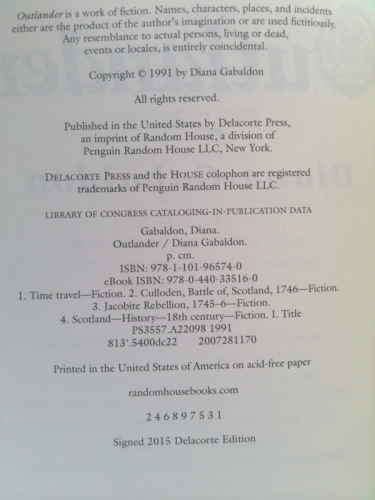 Outlander is a work of fiction. Names, characters, places, and incidents
either are the product of the author's imagination or are used fictitiously.
Any resemblance to actual persons, living or dead,
events or locales, is entirely coincidental.
Copyright © 1991 by Diana Gabaldon
All rights reserved.
Published in the United States by Delacorte Press,
an imprint of Random House, a division of
Penguin Random House LLC, New York.
DELACORTE PRESS and the HOUSE colophon are registered
trademarks of Penguin Random House LLC.
LIBRARY OF CONGRESS CATALOGING-IN-PUBLICATION DATA
Gabaldon, Diana.
Outlander / Diana Gabaldon.
p. cm.
ISBN: 978-1-101-96574-0
eBook ISBN: 978-0-440-33516-0
1. Time travel—Fiction. 2. Culloden, Battle of, Scotland, 1746—Fiction.
3. Jacobite Rebellion, 1745–6—Fiction.
4. Scotland—History—18th century—Fiction. I. Title
PS3557.A22098 1991
813'.5400dc22 2007281170
Printed in the United States of America on acid-free paper
randomhousebooks.com
2 4 6 8 9 7 5 3 1
Signed 2015 Delacorte Edition